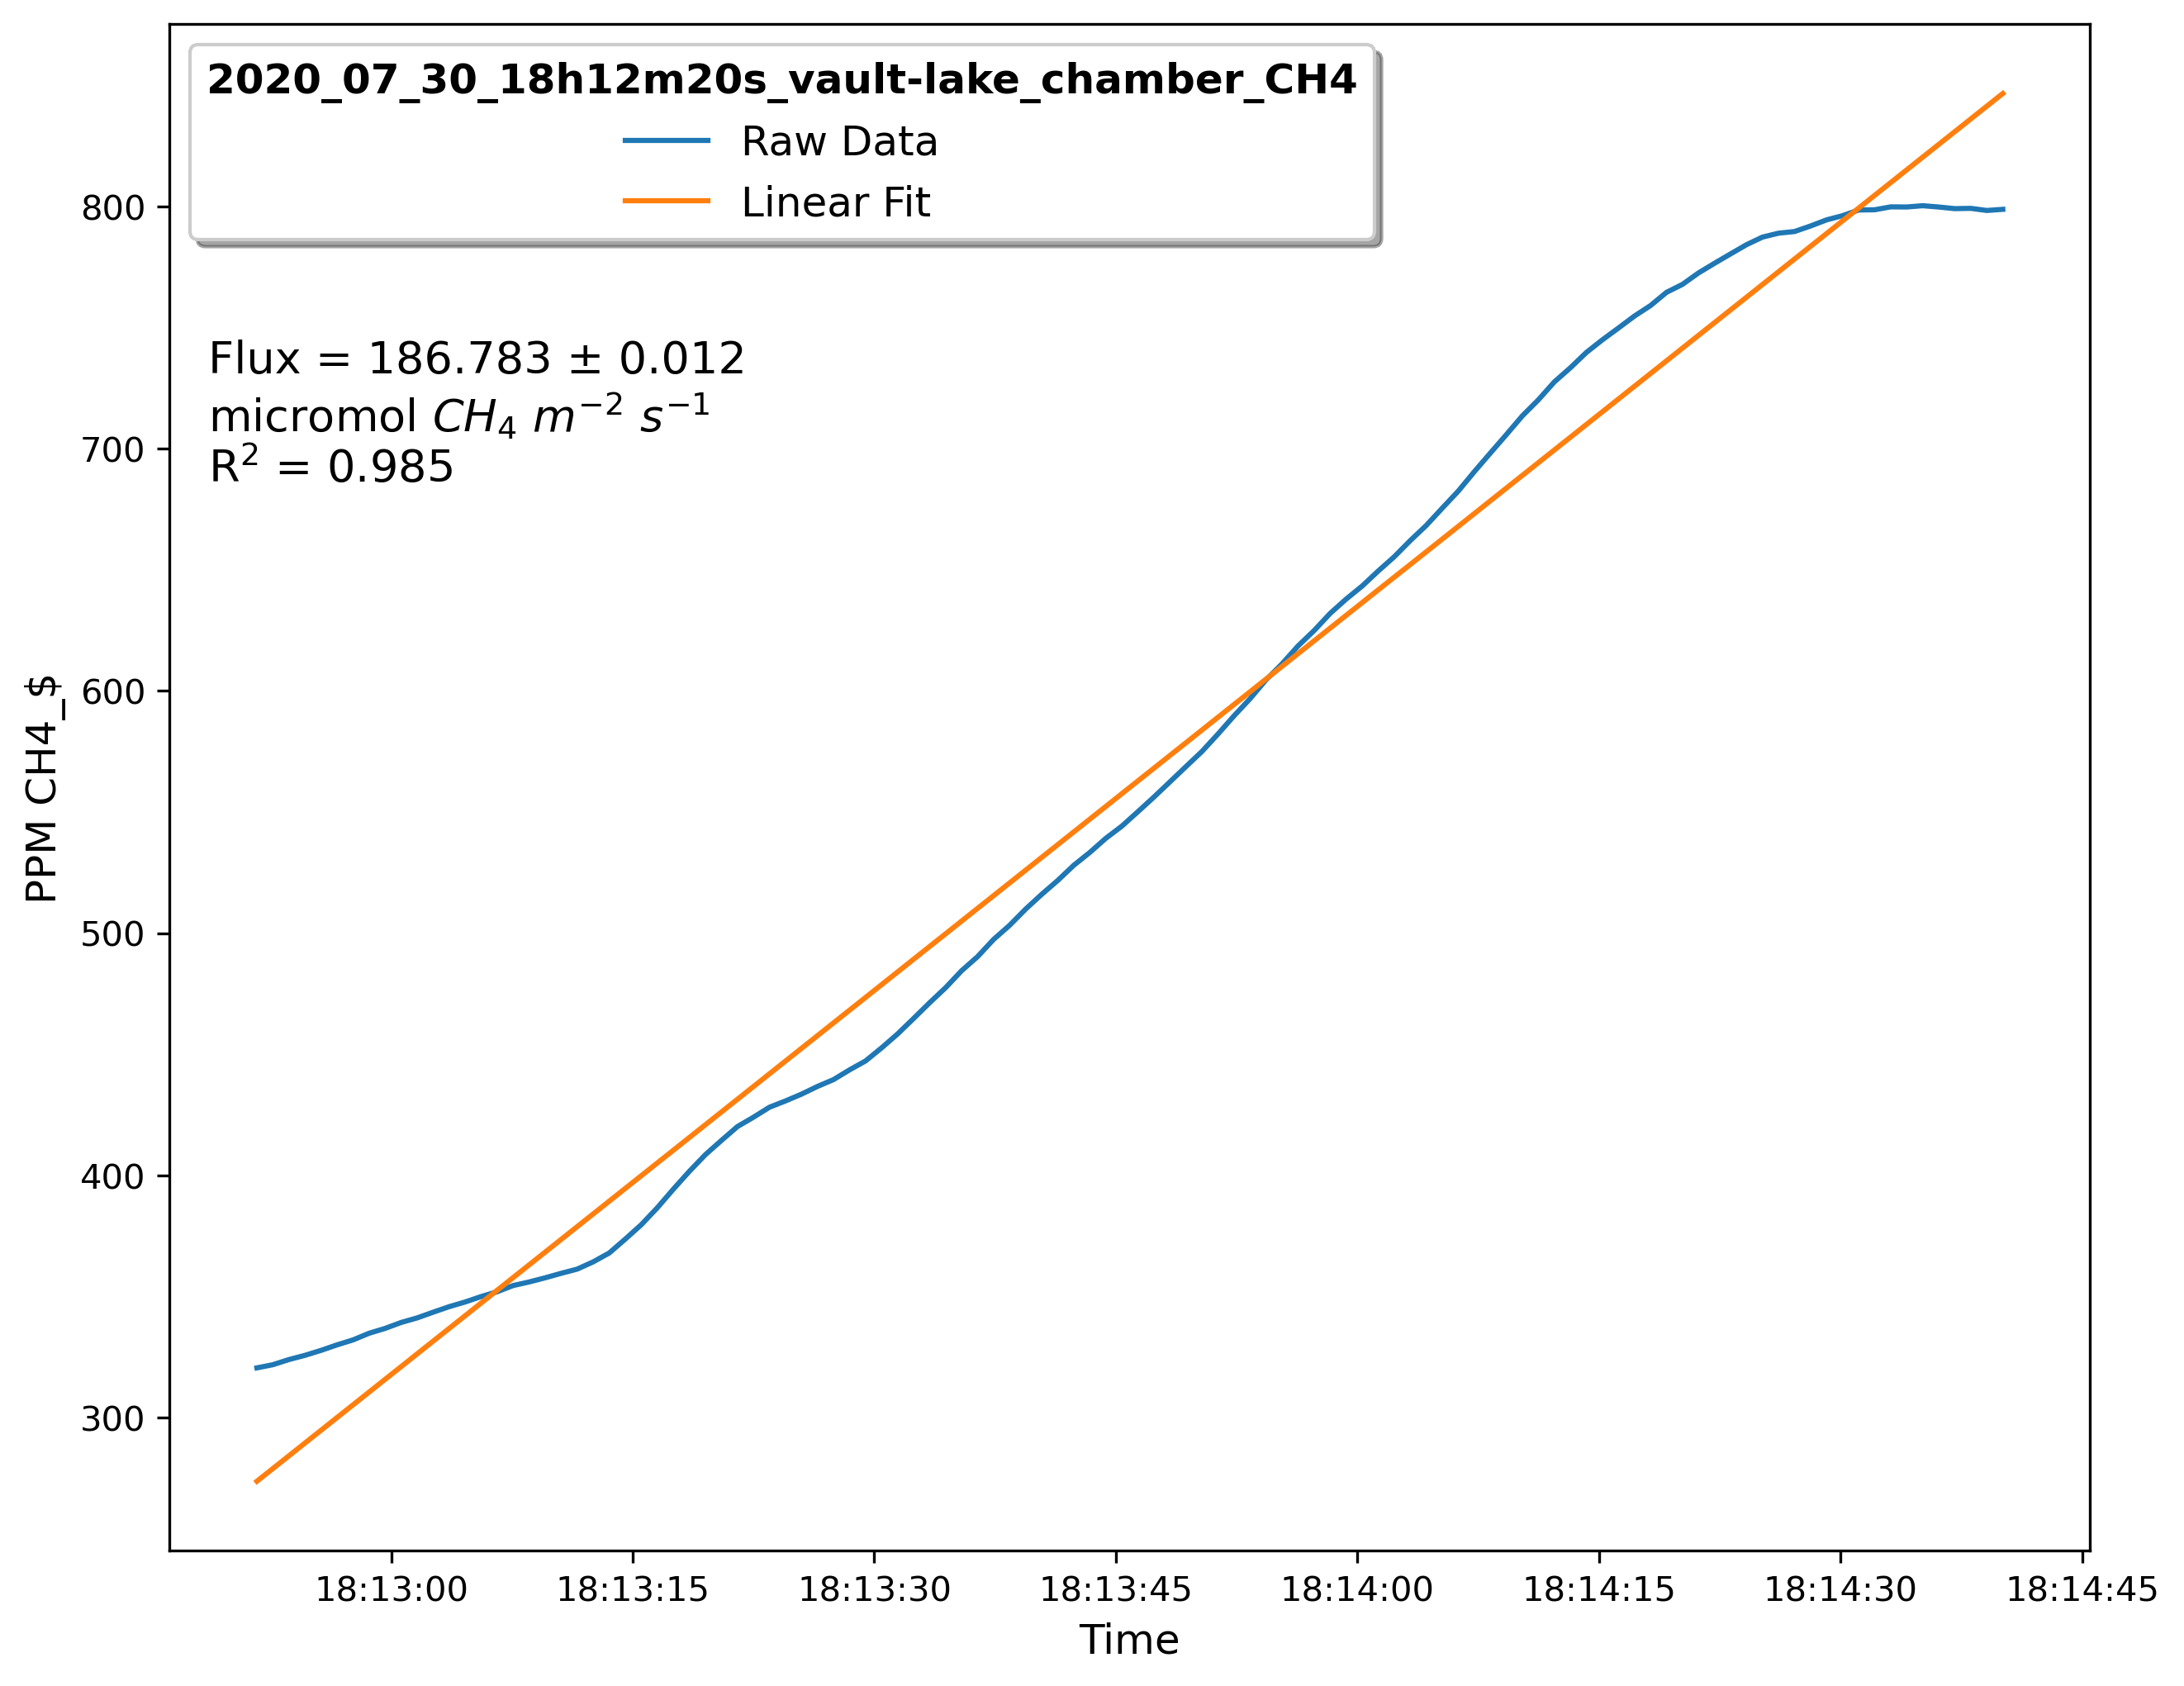 2020_07_30_18h12m20s_vault-lake_chamber_CH4
Raw Data
Linear Fit
Flux = 186.783 ± 0.012
micromol CH₄ m⁻² s⁻¹
R² = 0.985
PPM CH4_$
800
700
600
500
400
300
18:13:00 18:13:15 18:13:30 18:13:45 18:14:00 18:14:15 18:14:30 18:14:45
Time